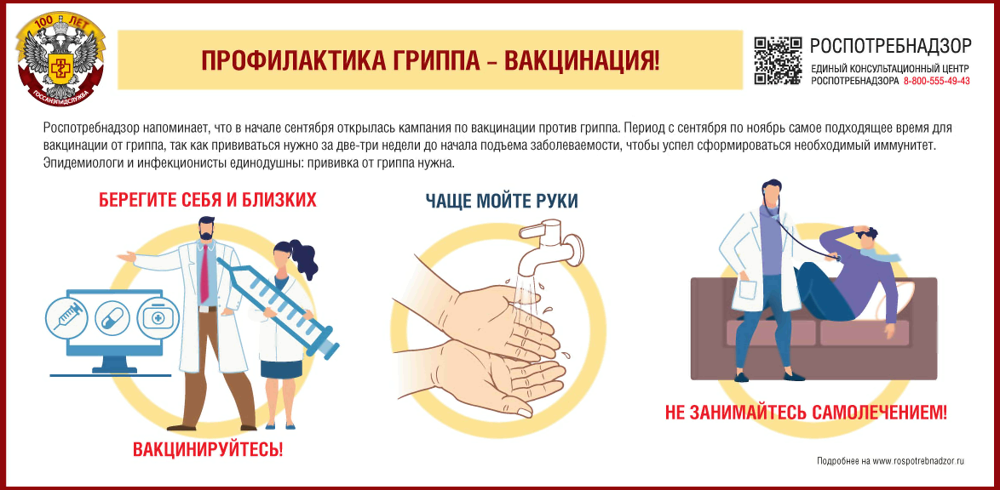 100 ЛЕТ
ГОССАНЭПИДСЛУЖБА
ПРОФИЛАКТИКА ГРИППА – ВАКЦИНАЦИЯ!
РОСПОТРЕБНАДЗОР
ЕДИНЫЙ КОНСУЛЬТАЦИОННЫЙ ЦЕНТР
РОСПОТРЕБНАДЗОРА 8-800-555-49-43
Роспотребнадзор напоминает, что в начале сентября открылась кампания по вакцинации против гриппа. Период с сентября по ноябрь самое подходящее время для
вакцинации от гриппа, так как прививаться нужно за две-три недели до начала подъема заболеваемости, чтобы успел сформироваться необходимый иммунитет.
Эпидемиологи и инфекционисты единодушны: прививка от гриппа нужна.
БЕРЕГИТЕ СЕБЯ И БЛИЗКИХ
ВАКЦИНИРУЙТЕСЬ!
ЧАЩЕ МОЙТЕ РУКИ
НЕ ЗАНИМАЙТЕСЬ САМОЛЕЧЕНИЕМ!
Подробнее на www.rospotrebnadzor.ru